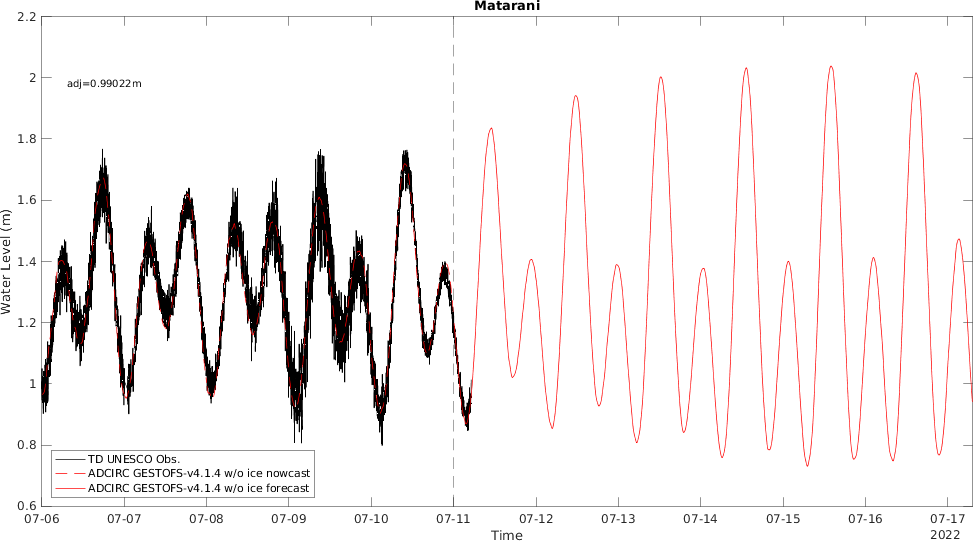 Matarani
2.2
2
1.8
1.6
1.4
1.2
1
0.8
0.6
Water Level (m)
adj=0.99022m
TD UNESCO Obs.
ADCIRC GESTOFS-v4.1.4 w/o ice nowcast
ADCIRC GESTOFS-v4.1.4 w/o ice forecast
07-06 07-07 07-08 07-09 07-10 07-11 07-12 07-13 07-14 07-15 07-16 07-17
2022
Time